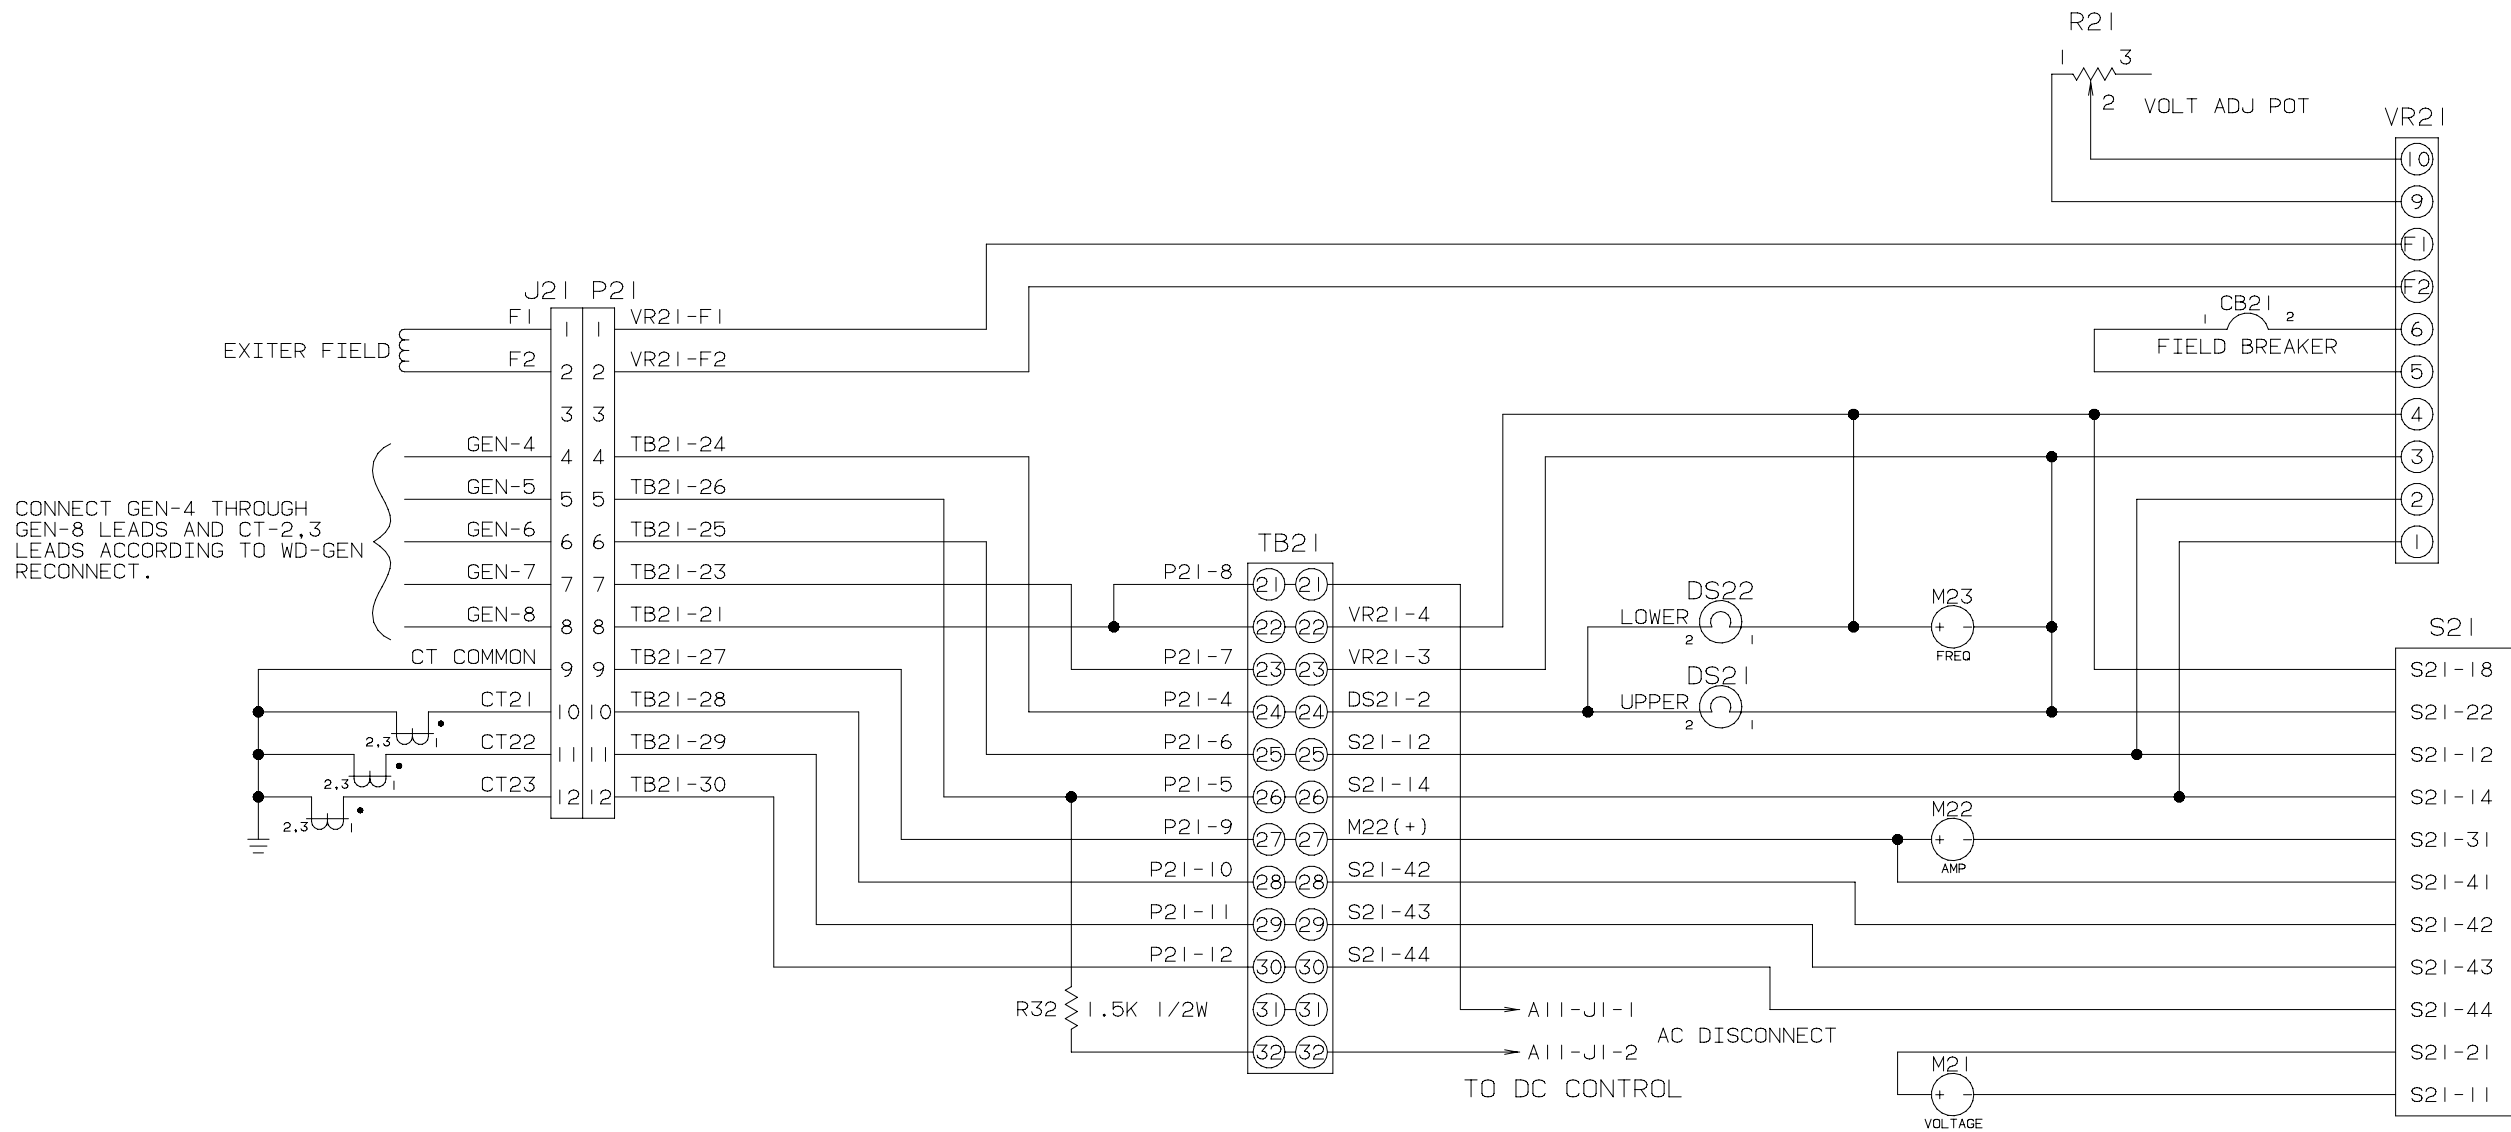 R21
1 3
2 VOLT ADJ POT
VR21
10
9
F1
F2
CB21
1 2
6
FIELD BREAKER
5
4
3
2
1
J21 P21
F1 1 1 VR21-F1
EXITER FIELD
F2 2 2 VR21-F2
3 3
GEN-4 4 4 TB21-24
GEN-5 5 5 TB21-26
GEN-6 6 6 TB21-25
GEN-7 7 7 TB21-23
GEN-8 8 8 TB21-21
CT COMMON 9 9 TB21-27
CT21 10 10 TB21-28
2,3 1
CT22 11 11 TB21-29
2,3 1
CT23 12 12 TB21-30
2,3 1
CONNECT GEN-4 THROUGH
GEN-8 LEADS AND CT-2,3
LEADS ACCORDING TO WD-GEN
RECONNECT.
TB21
P21-8 21 21
22 22 VR21-4
P21-7 23 23 VR21-3
P21-4 24 24 DS21-2
P21-6 25 25 S21-12
P21-5 26 26 S21-14
P21-9 27 27 M22(+)
P21-10 28 28 S21-42
P21-11 29 29 S21-43
P21-12 30 30 S21-44
31 31
32 32
R32 1.5K 1/2W
A11-J1-1
AC DISCONNECT
A11-J1-2
TO DC CONTROL
DS22
LOWER
2 1
DS21
UPPER
2 1
M23
+ -
FREQ
M22
+ -
AMP
M21
+ -
VOLTAGE
S21
S21-18
S21-22
S21-12
S21-14
S21-31
S21-41
S21-42
S21-43
S21-44
S21-21
S21-11